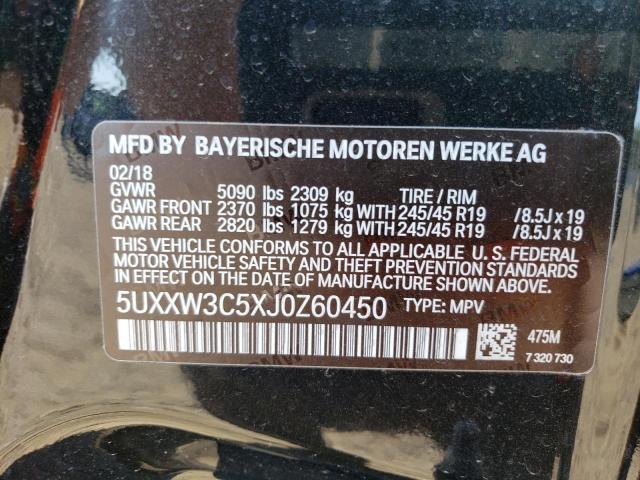 MFD BY BAYERISCHE MOTOREN WERKE AG
02/18
GVWR 5090 lbs 2309 kg TIRE / RIM
GAWR FRONT 2370 lbs 1075 kg WITH 245/45 R19 /8.5J x 19
GAWR REAR 2820 lbs 1279 kg WITH 245/45 R19 /8.5J x 19
THIS VEHICLE CONFORMS TO ALL APPLICABLE U. S. FEDERAL
MOTOR VEHICLE SAFETY AND THEFT PREVENTION STANDARDS
IN EFFECT ON THE DATE OF MANUFACTURE SHOWN ABOVE.
5UXXW3C5XJ0Z60450 TYPE: MPV
475M
7 320 730